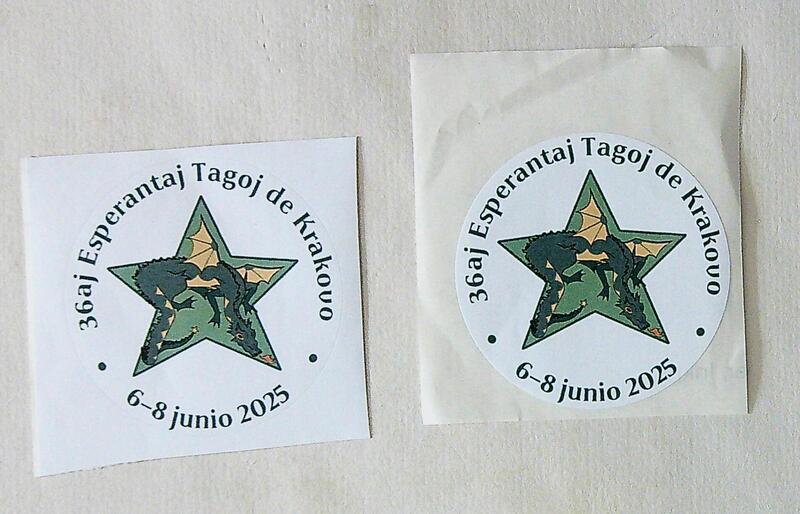 36aj Esperantaj Tagoj de Krakovo
6–8 junio 2025
36aj Esperantaj Tagoj de Krakovo
6–8 junio 2025